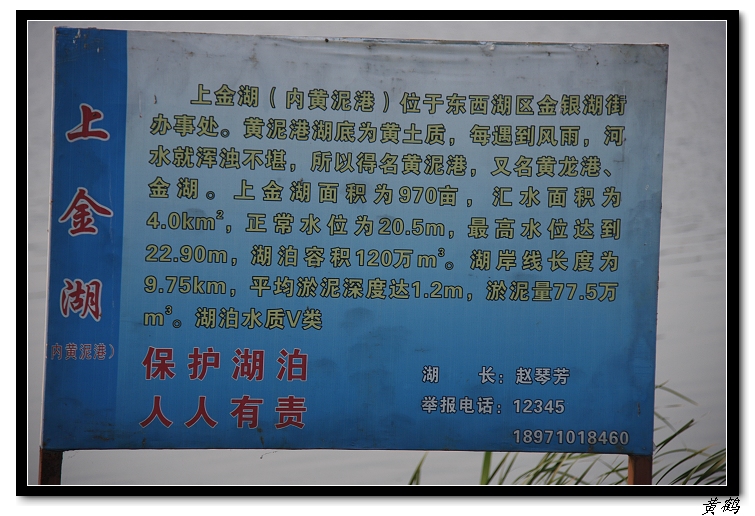 上金湖
(内黄泥港)
上金湖(内黄泥港)位于东西湖区金银湖街
办事处。黄泥港湖底为黄土质，每遇到风雨，河
水就浑浊不堪，所以得名黄泥港，又名黄龙港、
金湖。上金湖面积为970亩，汇水面积为
4.0km²，正常水位为20.5m，最高水位达到
22.90m，湖泊容积120万m³。湖岸线长度为
9.75km，平均淤泥深度达1.2m，淤泥量77.5万
m³。湖泊水质V类
保护湖泊
人人有责
湖　　长：赵琴芳
举报电话：12345
18971018460
黄鹤